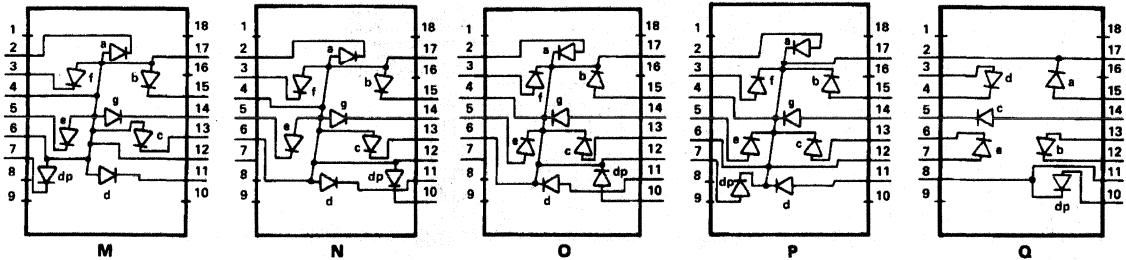 1 18
2 a 17
3 f b 16
4 15
5 g 14
6 e c 13
7 12
8 dp 11
9 d 10
M
1 18
2 a 17
3 f b 16
4 15
5 g 14
6 e 13
7 c 12
8 dp 11
9 d 10
N
1 18
2 a 17
3 16
4 f b 15
5 g 14
6 e 13
7 c 12
8 dp 11
9 d 10
O
1 18
2 a 17
3 f b 16
4 15
5 g 14
6 e c 13
7 12
8 dp 11
9 d 10
P
1 18
2 17
3 d a 16
4 15
5 c 14
6 13
7 e b 12
8 11
9 dp 10
Q